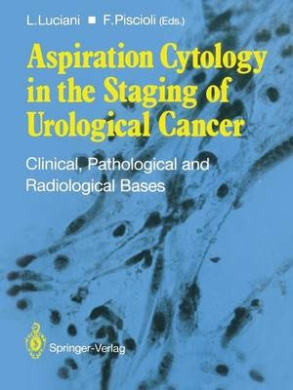 L.Luciani F.Piscioli (Eds.)
Aspiration Cytology
in the Staging of
Urological Cancer
Clinical, Pathological and
Radiological Bases
Springer-Verlag